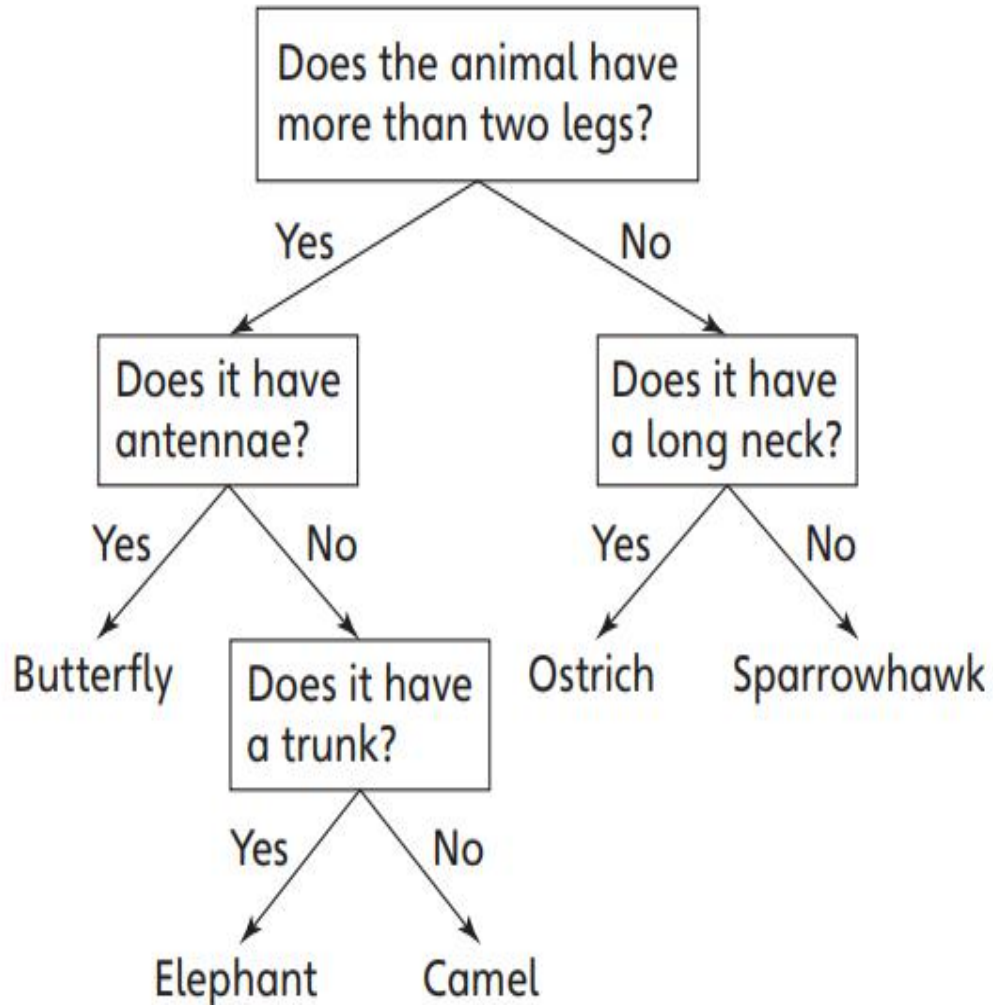 Does the animal have
more than two legs?
Yes
No
Does it have
antennae?
Does it have
a long neck?
Yes
No
Yes
No
Butterfly
Does it have
a trunk?
Ostrich
Sparrowhawk
Yes
No
Elephant
Camel